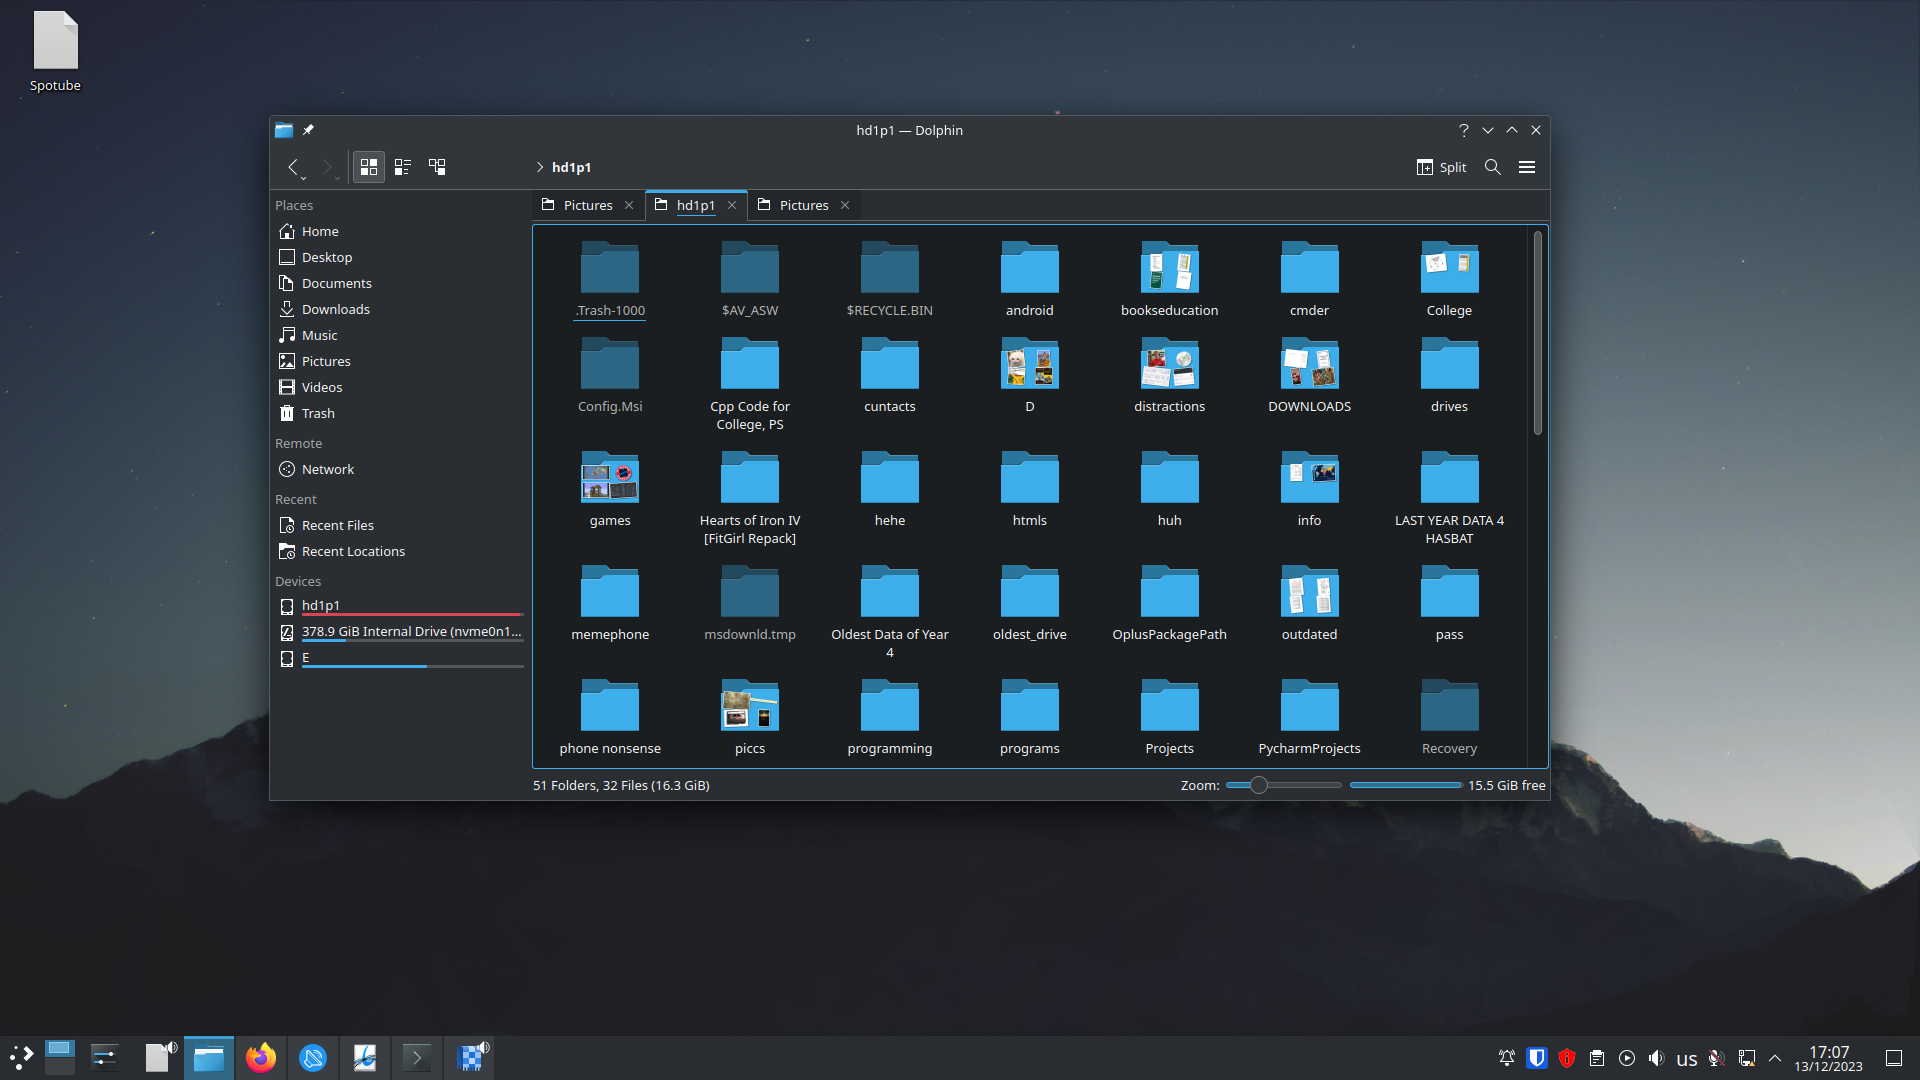 Spotube
hd1p1 — Dolphin
hd1p1
Split
Places
Home
Desktop
Documents
Downloads
Music
Pictures
Videos
Trash
Remote
Network
Recent
Recent Files
Recent Locations
Devices
hd1p1
378.9 GiB Internal Drive (nvme0n1...
E
Pictures
hd1p1
Pictures
.Trash-1000
$AV_ASW
$RECYCLE.BIN
android
bookseducation
cmder
College
Config.Msi
Cpp Code for
College, PS
cuntacts
D
distractions
DOWNLOADS
drives
games
Hearts of Iron IV
[FitGirl Repack]
hehe
htmls
huh
info
LAST YEAR DATA 4
HASBAT
memephone
msdownld.tmp
Oldest Data of Year
4
oldest_drive
OplusPackagePath
outdated
pass
phone nonsense
piccs
programming
programs
Projects
PycharmProjects
Recovery
51 Folders, 32 Files (16.3 GiB)
Zoom:
15.5 GiB free
us
17:07
13/12/2023